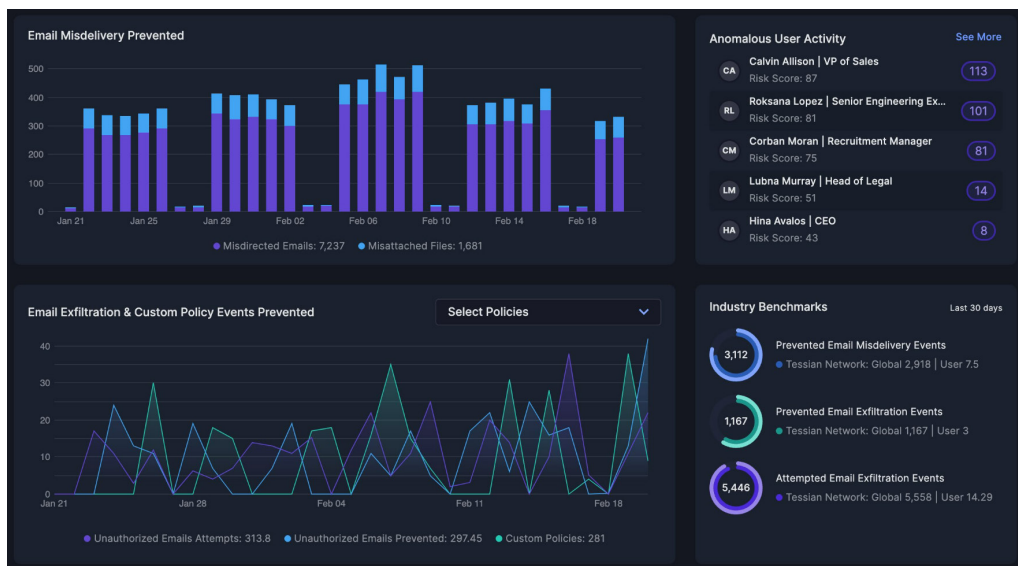 Email Misdelivery Prevented
500
400
300
200
100
0
Jan 21
Jan 25
Jan 29
Feb 02
Feb 06
Feb 10
Feb 14
Feb 18
Misdirected Emails: 7,237
Misattached Files: 1,681
Anomalous User Activity
See More
CA
Calvin Allison | VP of Sales
Risk Score: 87
113
RL
Roksana Lopez | Senior Engineering Ex...
Risk Score: 81
101
CM
Corban Moran | Recruitment Manager
Risk Score: 75
81
LM
Lubna Murray | Head of Legal
Risk Score: 51
14
HA
Hina Avalos | CEO
Risk Score: 43
8
Email Exfiltration & Custom Policy Events Prevented
Select Policies
40
30
20
10
0
Jan 21
Jan 28
Feb 04
Feb 11
Feb 18
Unauthorized Emails Attempts: 313.8
Unauthorized Emails Prevented: 297.45
Custom Policies: 281
Industry Benchmarks
Last 30 days
3,112
Prevented Email Misdelivery Events
Tessian Network: Global 2,918 | User 7.5
1,167
Prevented Email Exfiltration Events
Tessian Network: Global 1,167 | User 3
5,446
Attempted Email Exfiltration Events
Tessian Network: Global 5,558 | User 14.29